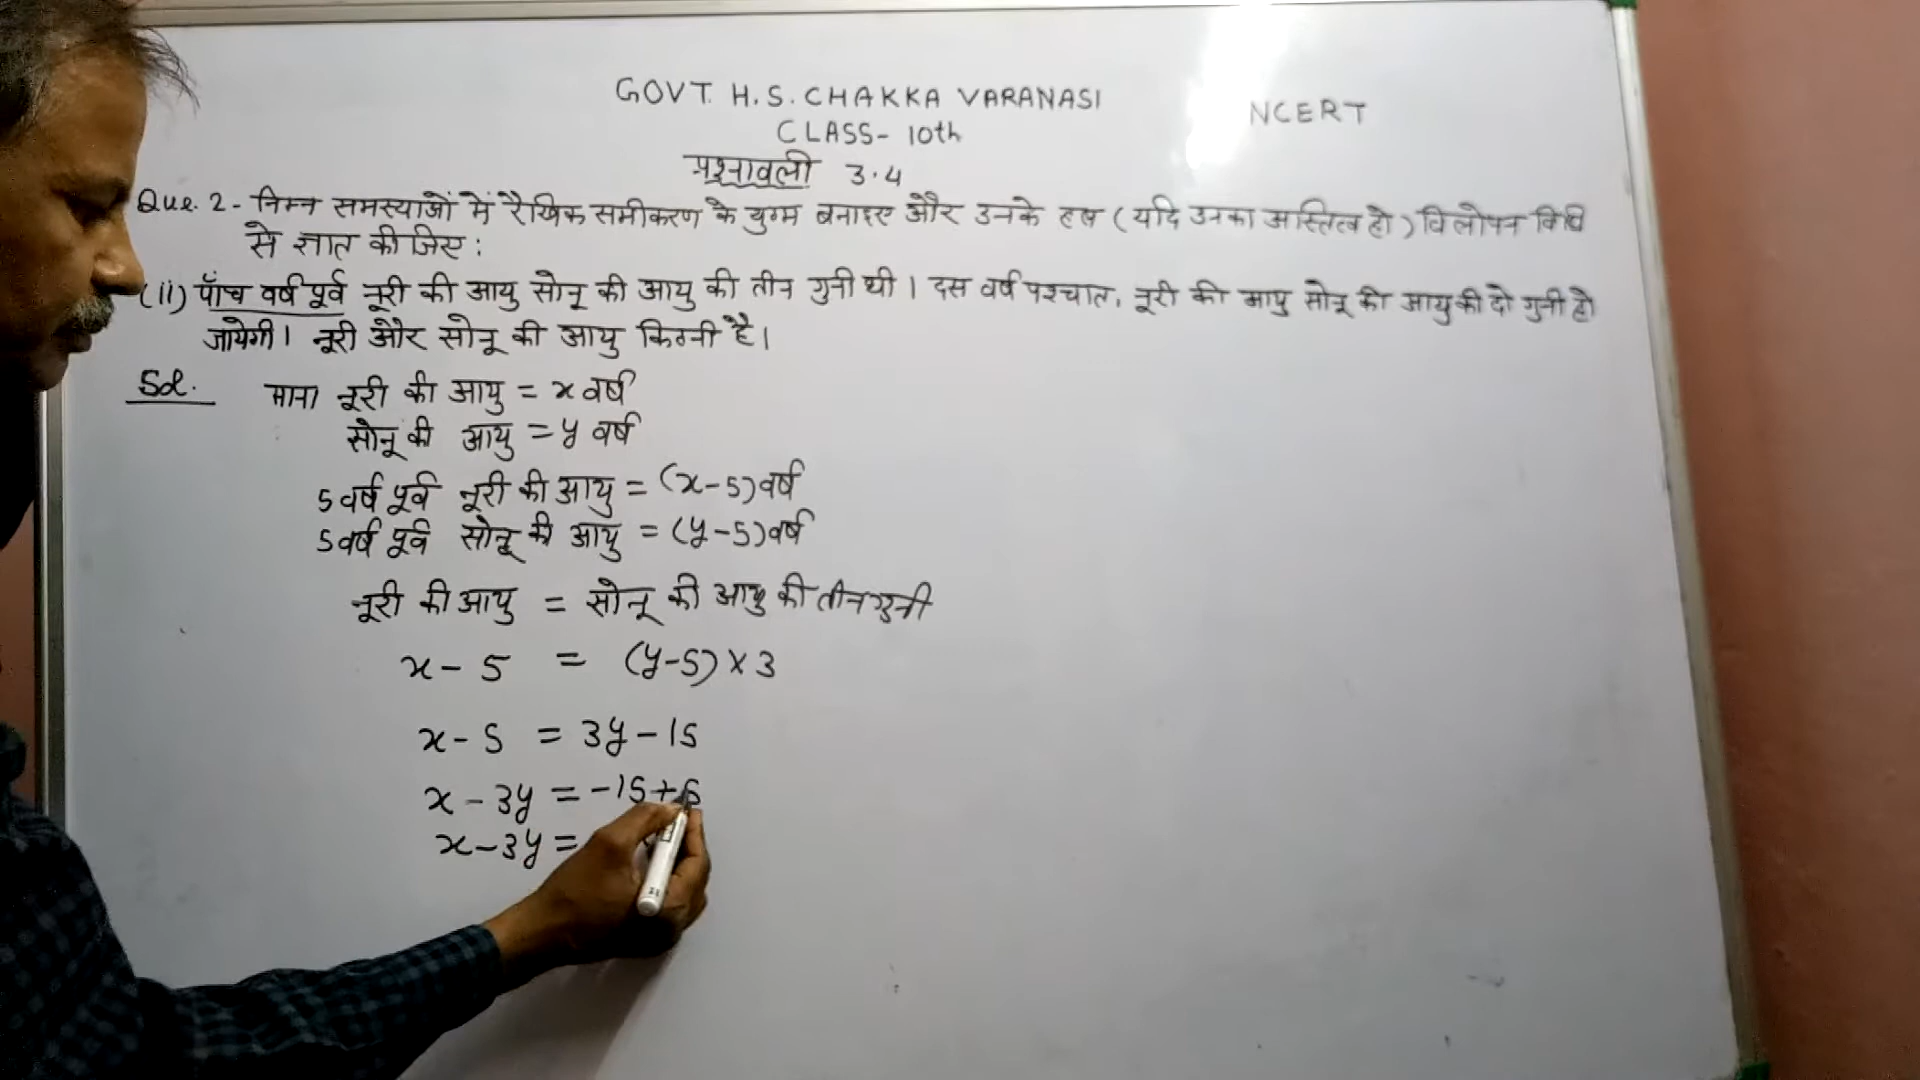 GOVT. H.S. CHAKKA VARANASI
NCERT
CLASS- 10th
प्रश्नावली 3.4
Que. 2 - निम्न समस्याओं में रैखिक समीकरण के युग्म बनाइए और उनके हल (यदि उनका अस्तित्व हो) विलोपन विधि
से ज्ञात कीजिए:
(ii) पाँच वर्ष पूर्व नूरी की आयु सोनू की आयु की तीन गुनी थी। दस वर्ष पश्चात, नूरी की आयु सोनू की आयु की दो गुनी हो
जायेगी। नूरी और सोनू की आयु कितनी है।
Sol. माना नूरी की आयु = x वर्ष
सोनू की आयु = y वर्ष
5 वर्ष पूर्व नूरी की आयु = (x-5) वर्ष
5 वर्ष पूर्व सोनू की आयु = (y-5) वर्ष
नूरी की आयु = सोनू की आयु की तीन गुनी
x - 5 = (y-5) × 3
x - 5 = 3y - 15
x - 3y = -15+5
x - 3y =